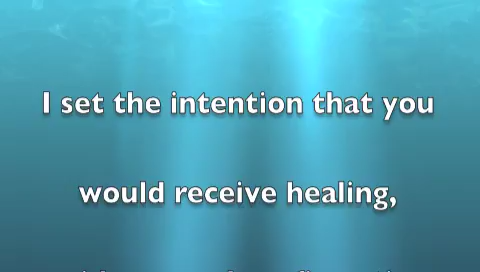 I set the intention that you
would receive healing,